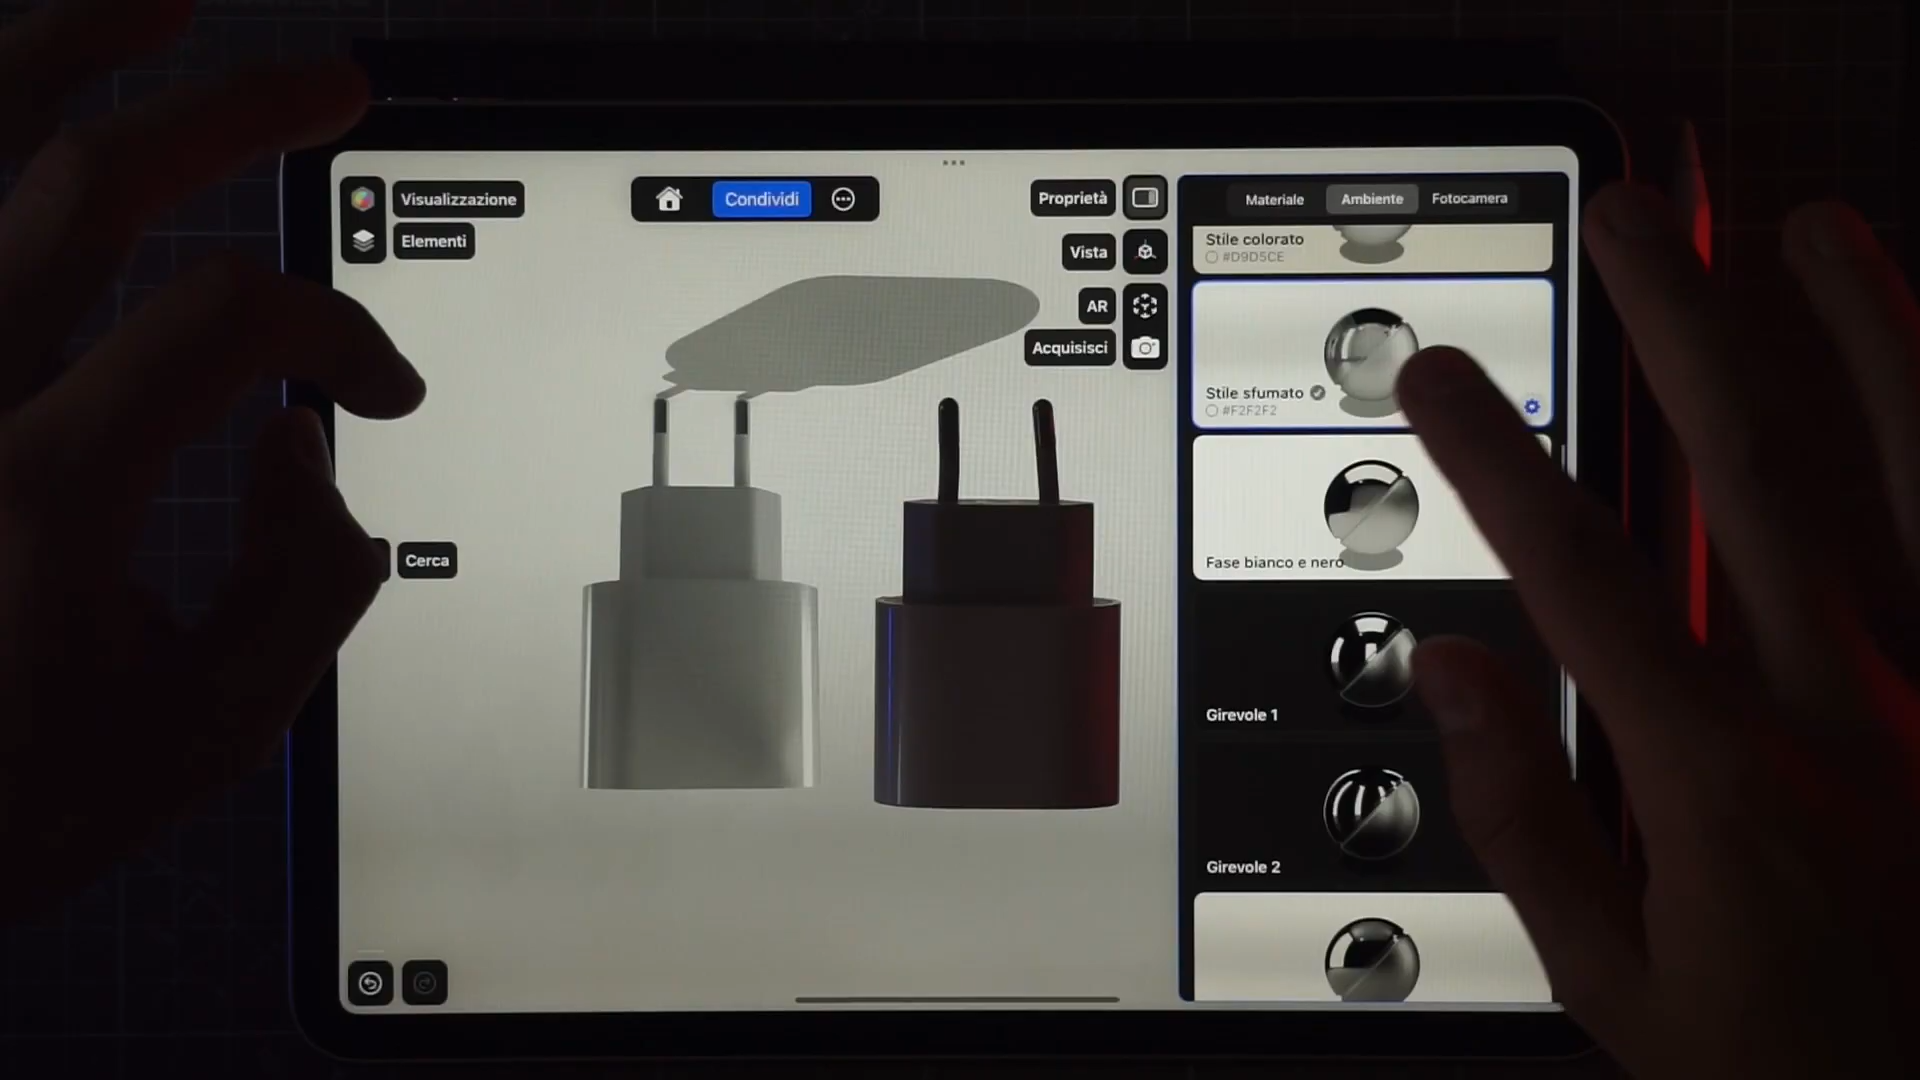 Visualizzazione
Elementi
Condividi
Proprietà
Vista
AR
Acquisisci
Cerca
Materiale
Ambiente
Fotocamera
Stile colorato
#D9D5CE
Stile sfumato
#F2F2F2
Fase bianco e nero
Girevole 1
Girevole 2